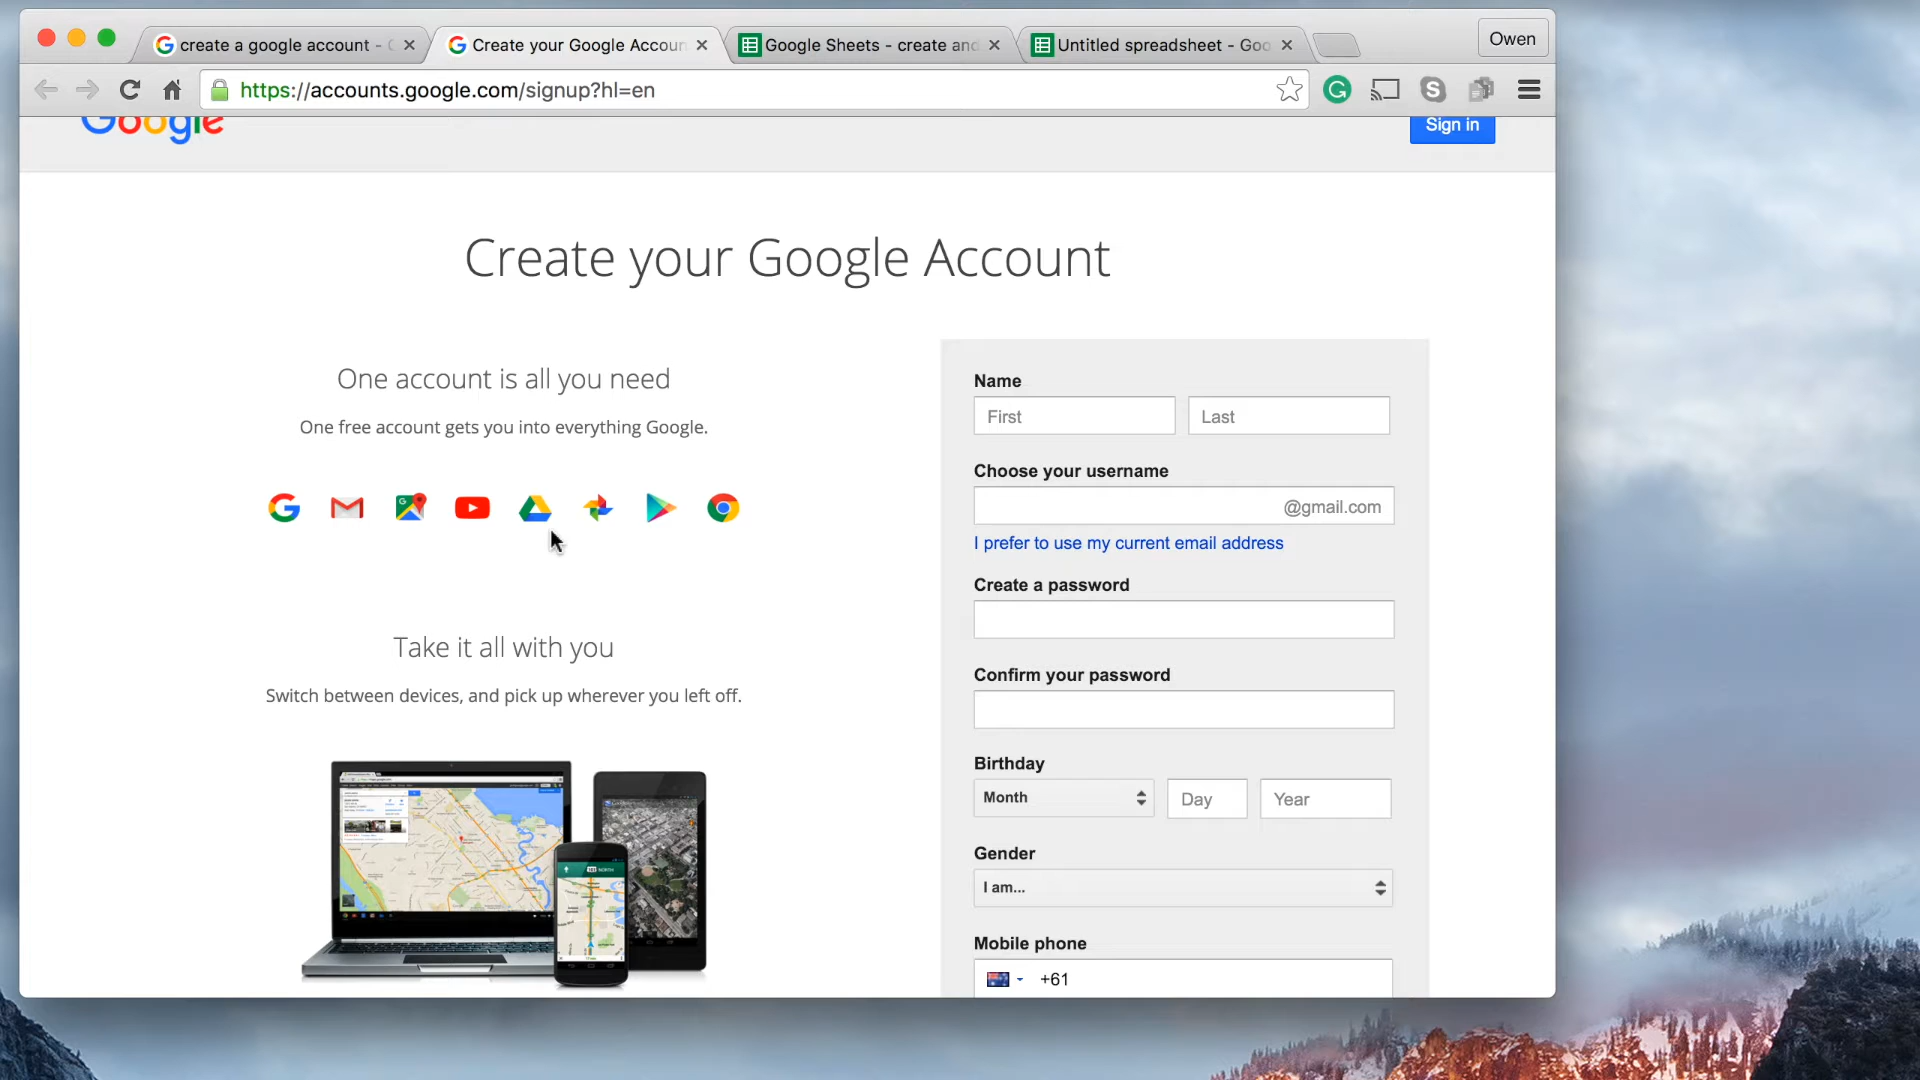 create a google account -
Create your Google Accoun
Google Sheets - create and
Untitled spreadsheet - Goo
Owen
https://accounts.google.com/signup?hl=en
Google
Sign in
Create your Google Account
One account is all you need
One free account gets you into everything Google.
Take it all with you
Switch between devices, and pick up wherever you left off.
Name
First
Last
Choose your username
@gmail.com
I prefer to use my current email address
Create a password
Confirm your password
Birthday
Month
Day
Year
Gender
I am...
Mobile phone
+61